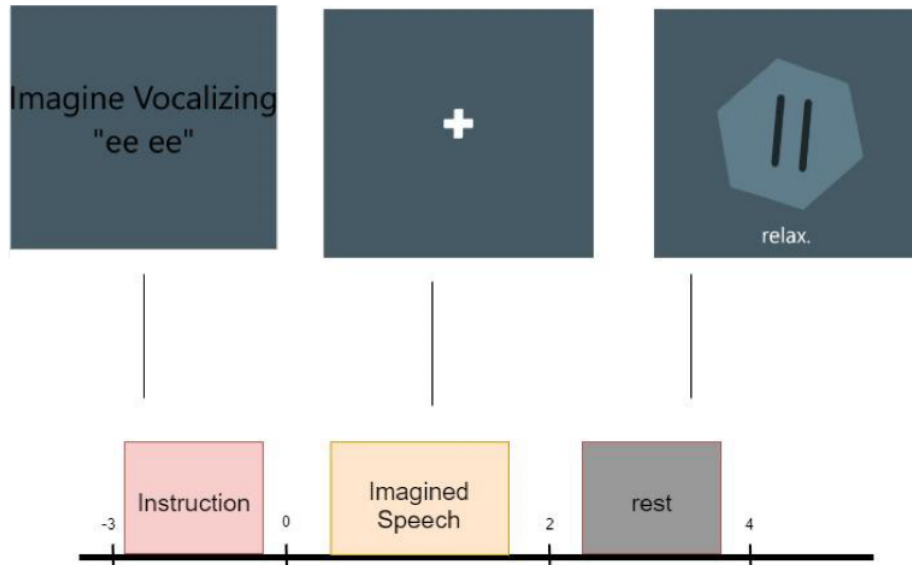 Imagine Vocalizing
"ee ee"
relax.
Instruction
Imagined
Speech
rest
-3
0
2
4